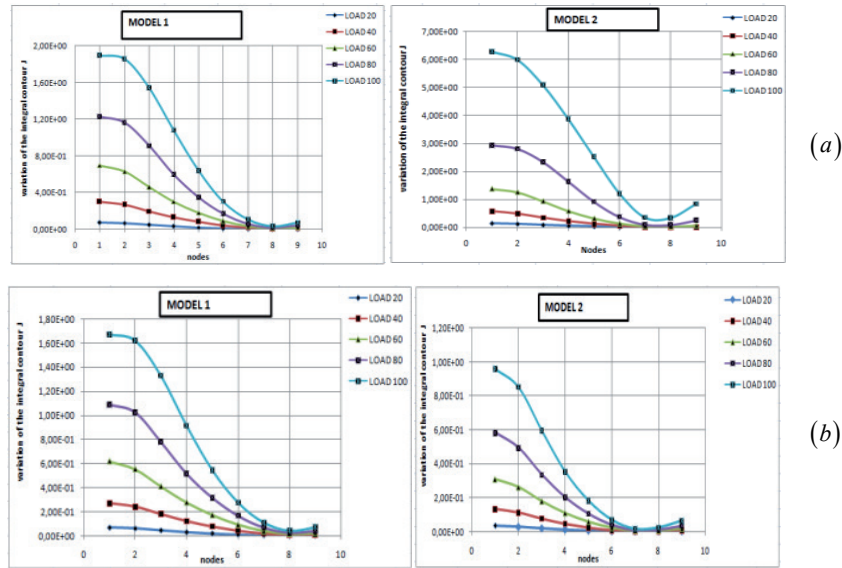 MODEL 1
variation of the integral contour J
2,00E+00
1,60E+00
1,20E+00
8,00E-01
4,00E-01
0,00E+00
0 1 2 3 4 5 6 7 8 9 10
nodes
LOAD 20
LOAD 40
LOAD 60
LOAD 80
LOAD 100
MODEL 2
variation of the integral contour J
7,00E+00
6,00E+00
5,00E+00
4,00E+00
3,00E+00
2,00E+00
1,00E+00
0,00E+00
0 2 4 6 8 10
Nodes
LOAD 20
LOAD 40
LOAD 60
LOAD 80
LOAD 100
(a)
MODEL 1
variation of the integral contour J
1,80E+00
1,60E+00
1,40E+00
1,20E+00
1,00E+00
8,00E-01
6,00E-01
4,00E-01
2,00E-01
0,00E+00
0 2 4 6 8 10
nodes
LOAD 20
LOAD 40
LOAD 60
LOAD 80
LOAD 100
MODEL 2
variation of the integral contour J
1,20E+00
1,00E+00
8,00E-01
6,00E-01
4,00E-01
2,00E-01
0,00E+00
0 2 4 6 8 10
nodes
LOAD 20
LOAD 40
LOAD 60
LOAD 80
LOAD 100
(b)